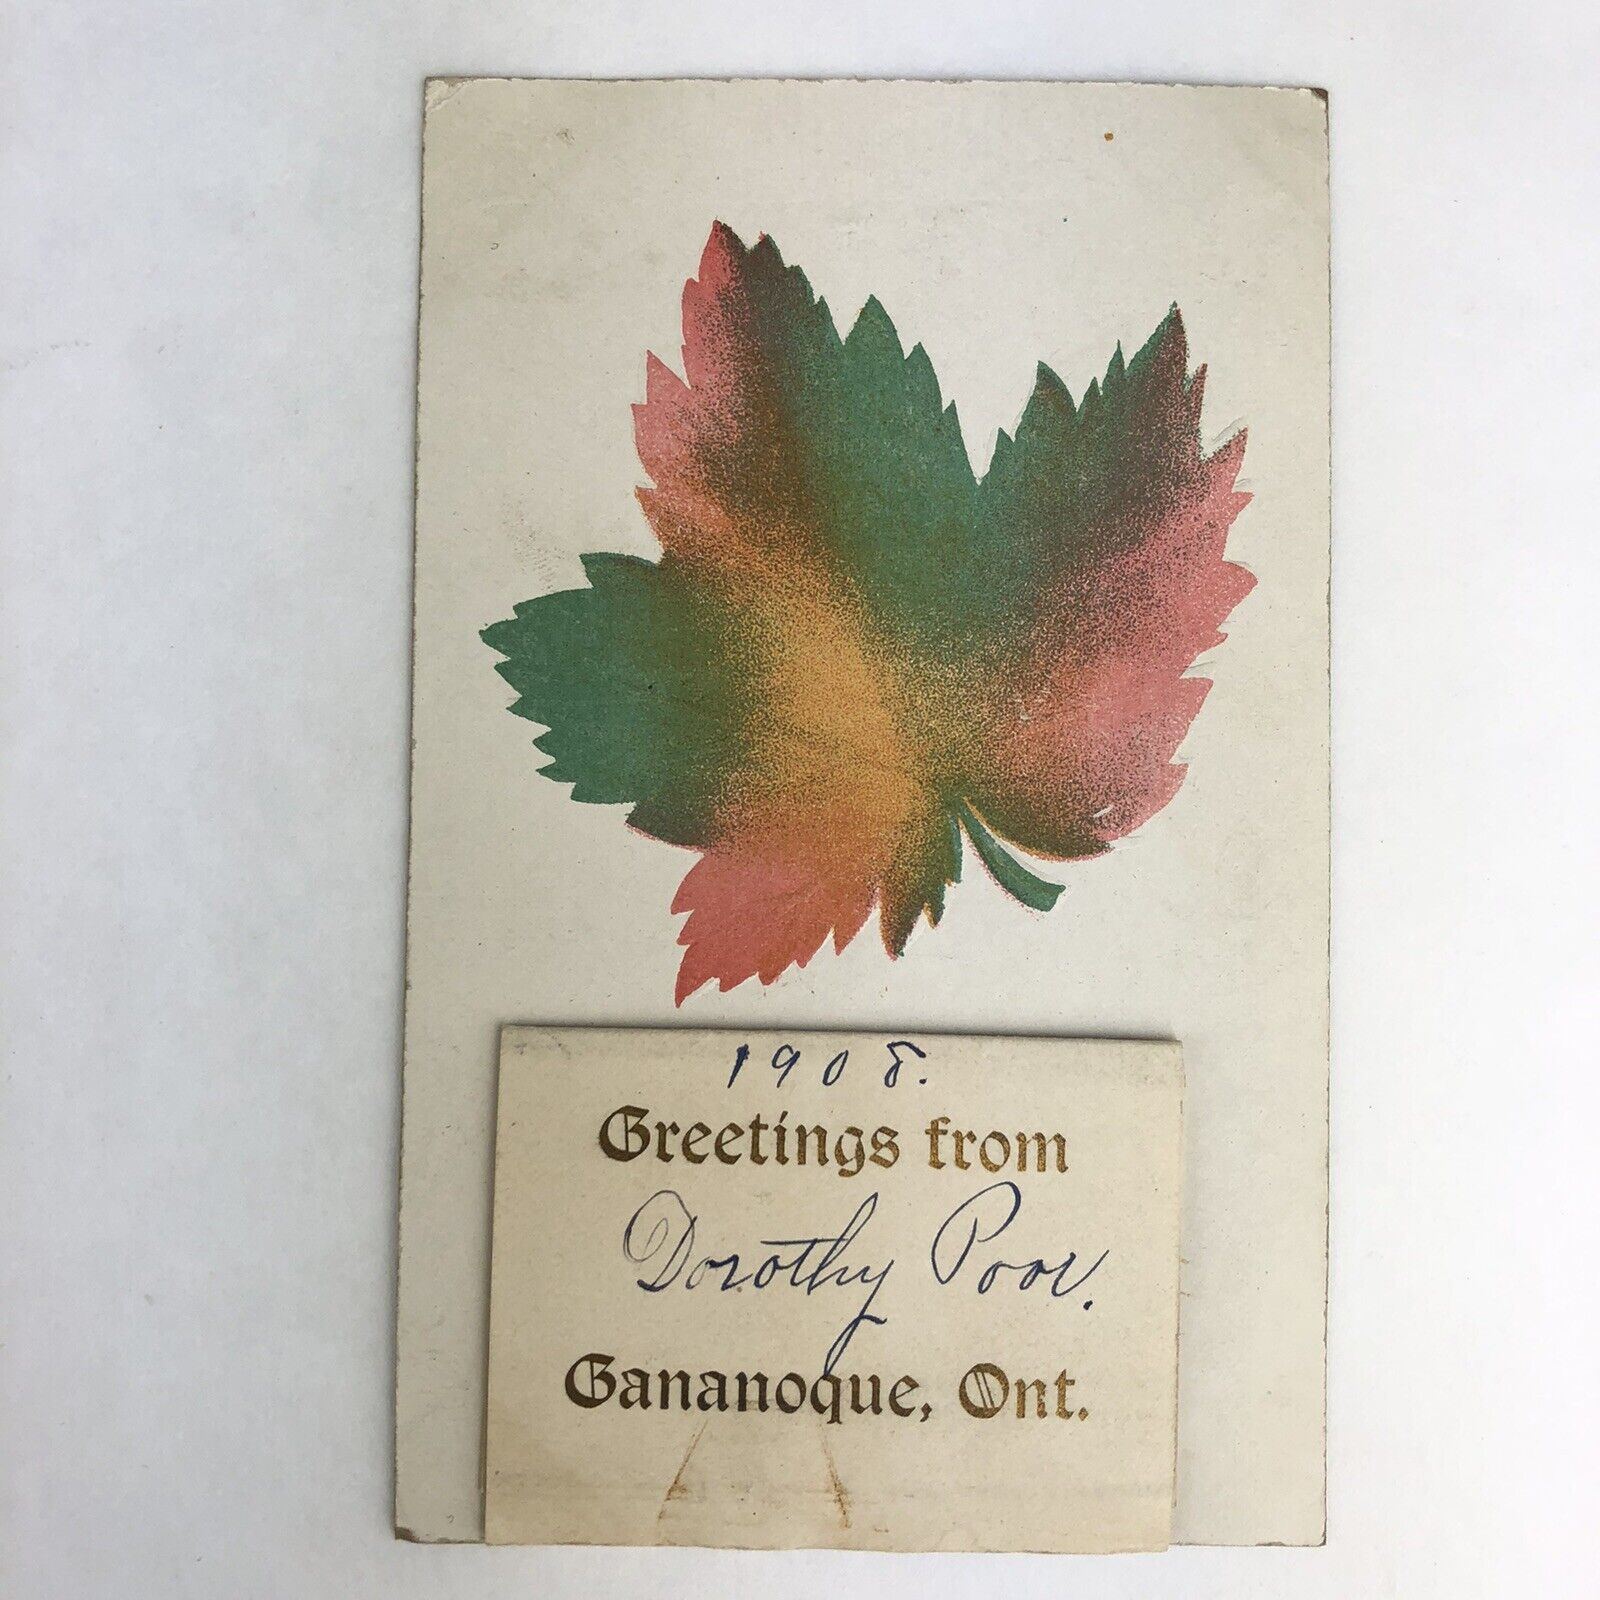 1908.
Greetings from
Dorothy Poor.
Gananoque, Ont.